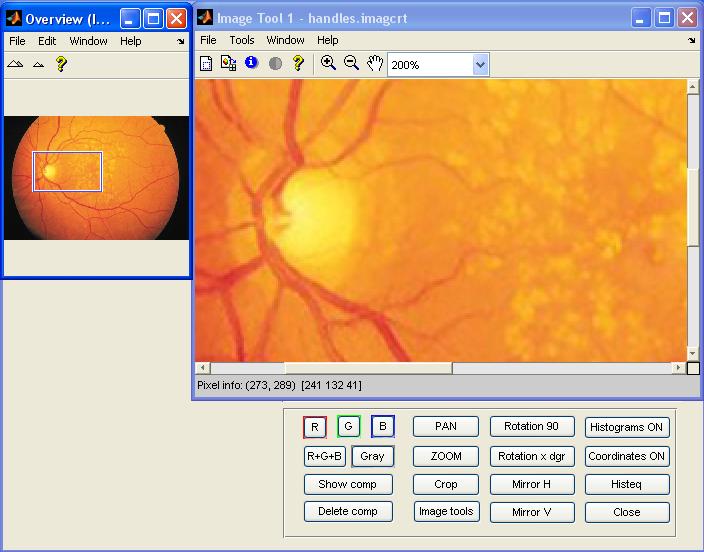 Overview (I...
File Edit Window Help
Image Tool 1 - handles.imagcrt
File Tools Window Help
200%
Pixel info: (273, 289) [241 132 41]
R G B PAN Rotation 90 Histograms ON
R+G+B Gray ZOOM Rotation x dgr Coordinates ON
Show comp Crop Mirror H Histeq
Delete comp Image tools Mirror V Close